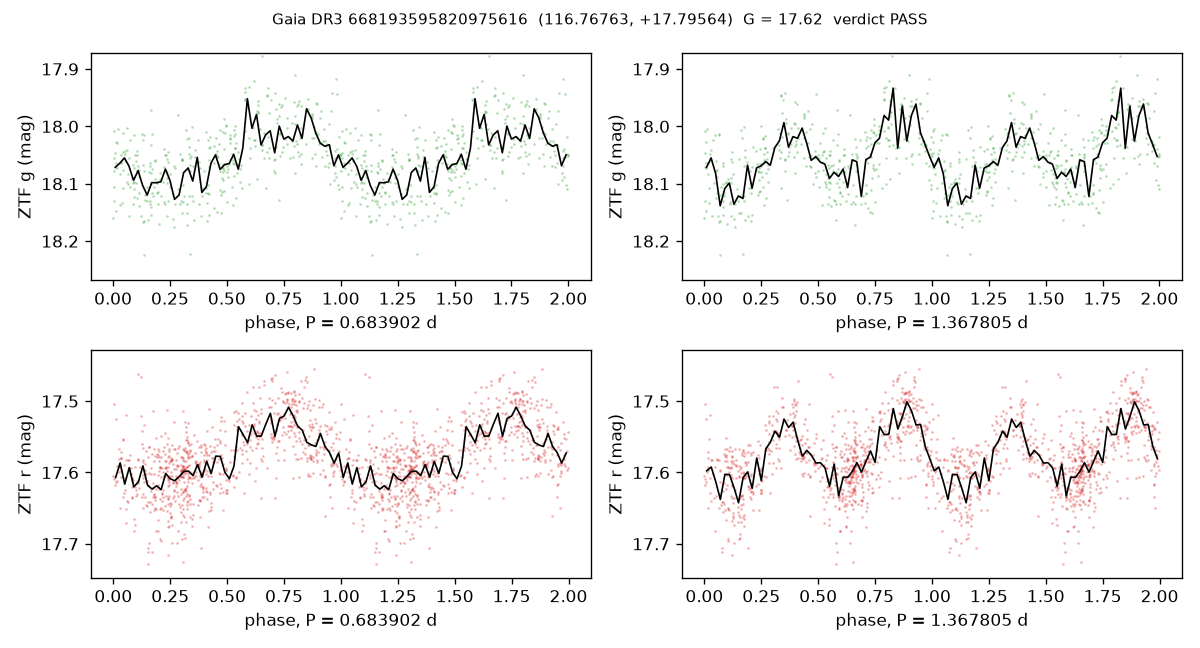 Gaia DR3 668193595820975616 (116.76763, +17.79564) G = 17.62 verdict PASS
ZTF g (mag)
17.9
18.0
18.1
18.2
0.00 0.25 0.50 0.75 1.00 1.25 1.50 1.75 2.00
phase, P = 0.683902 d
ZTF g (mag)
17.9
18.0
18.1
18.2
0.00 0.25 0.50 0.75 1.00 1.25 1.50 1.75 2.00
phase, P = 1.367805 d
ZTF r (mag)
17.5
17.6
17.7
0.00 0.25 0.50 0.75 1.00 1.25 1.50 1.75 2.00
phase, P = 0.683902 d
ZTF r (mag)
17.5
17.6
17.7
0.00 0.25 0.50 0.75 1.00 1.25 1.50 1.75 2.00
phase, P = 1.367805 d